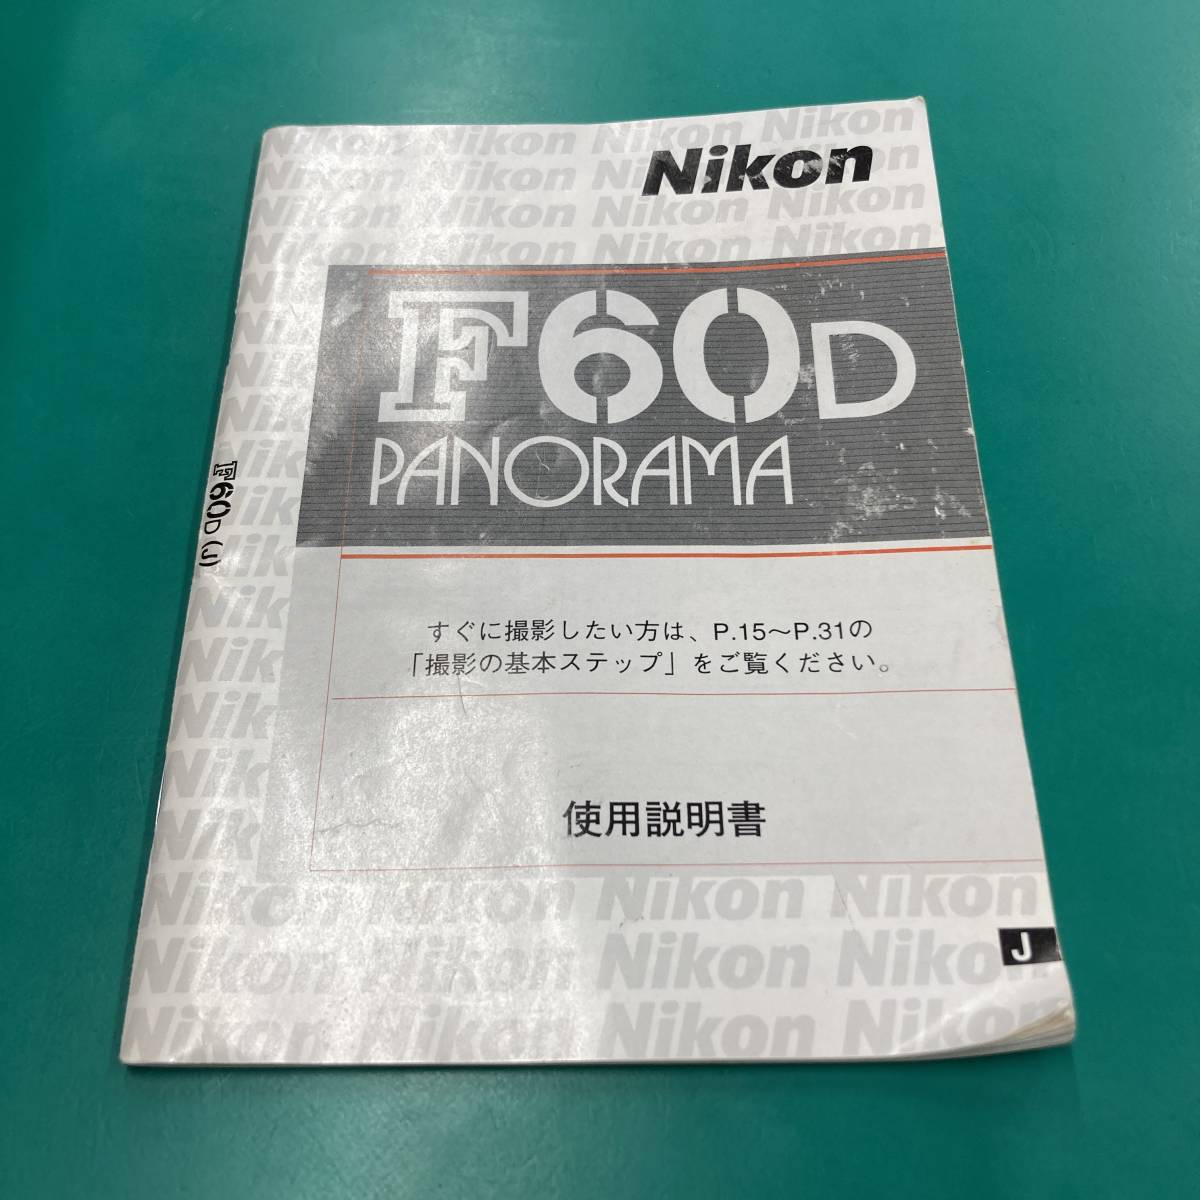 Nikon
F60D
PANORAMA
すぐに撮影したい方は、P.15〜P.31の
「撮影の基本ステップ」をご覧ください。
使用説明書
J
F60D (J)